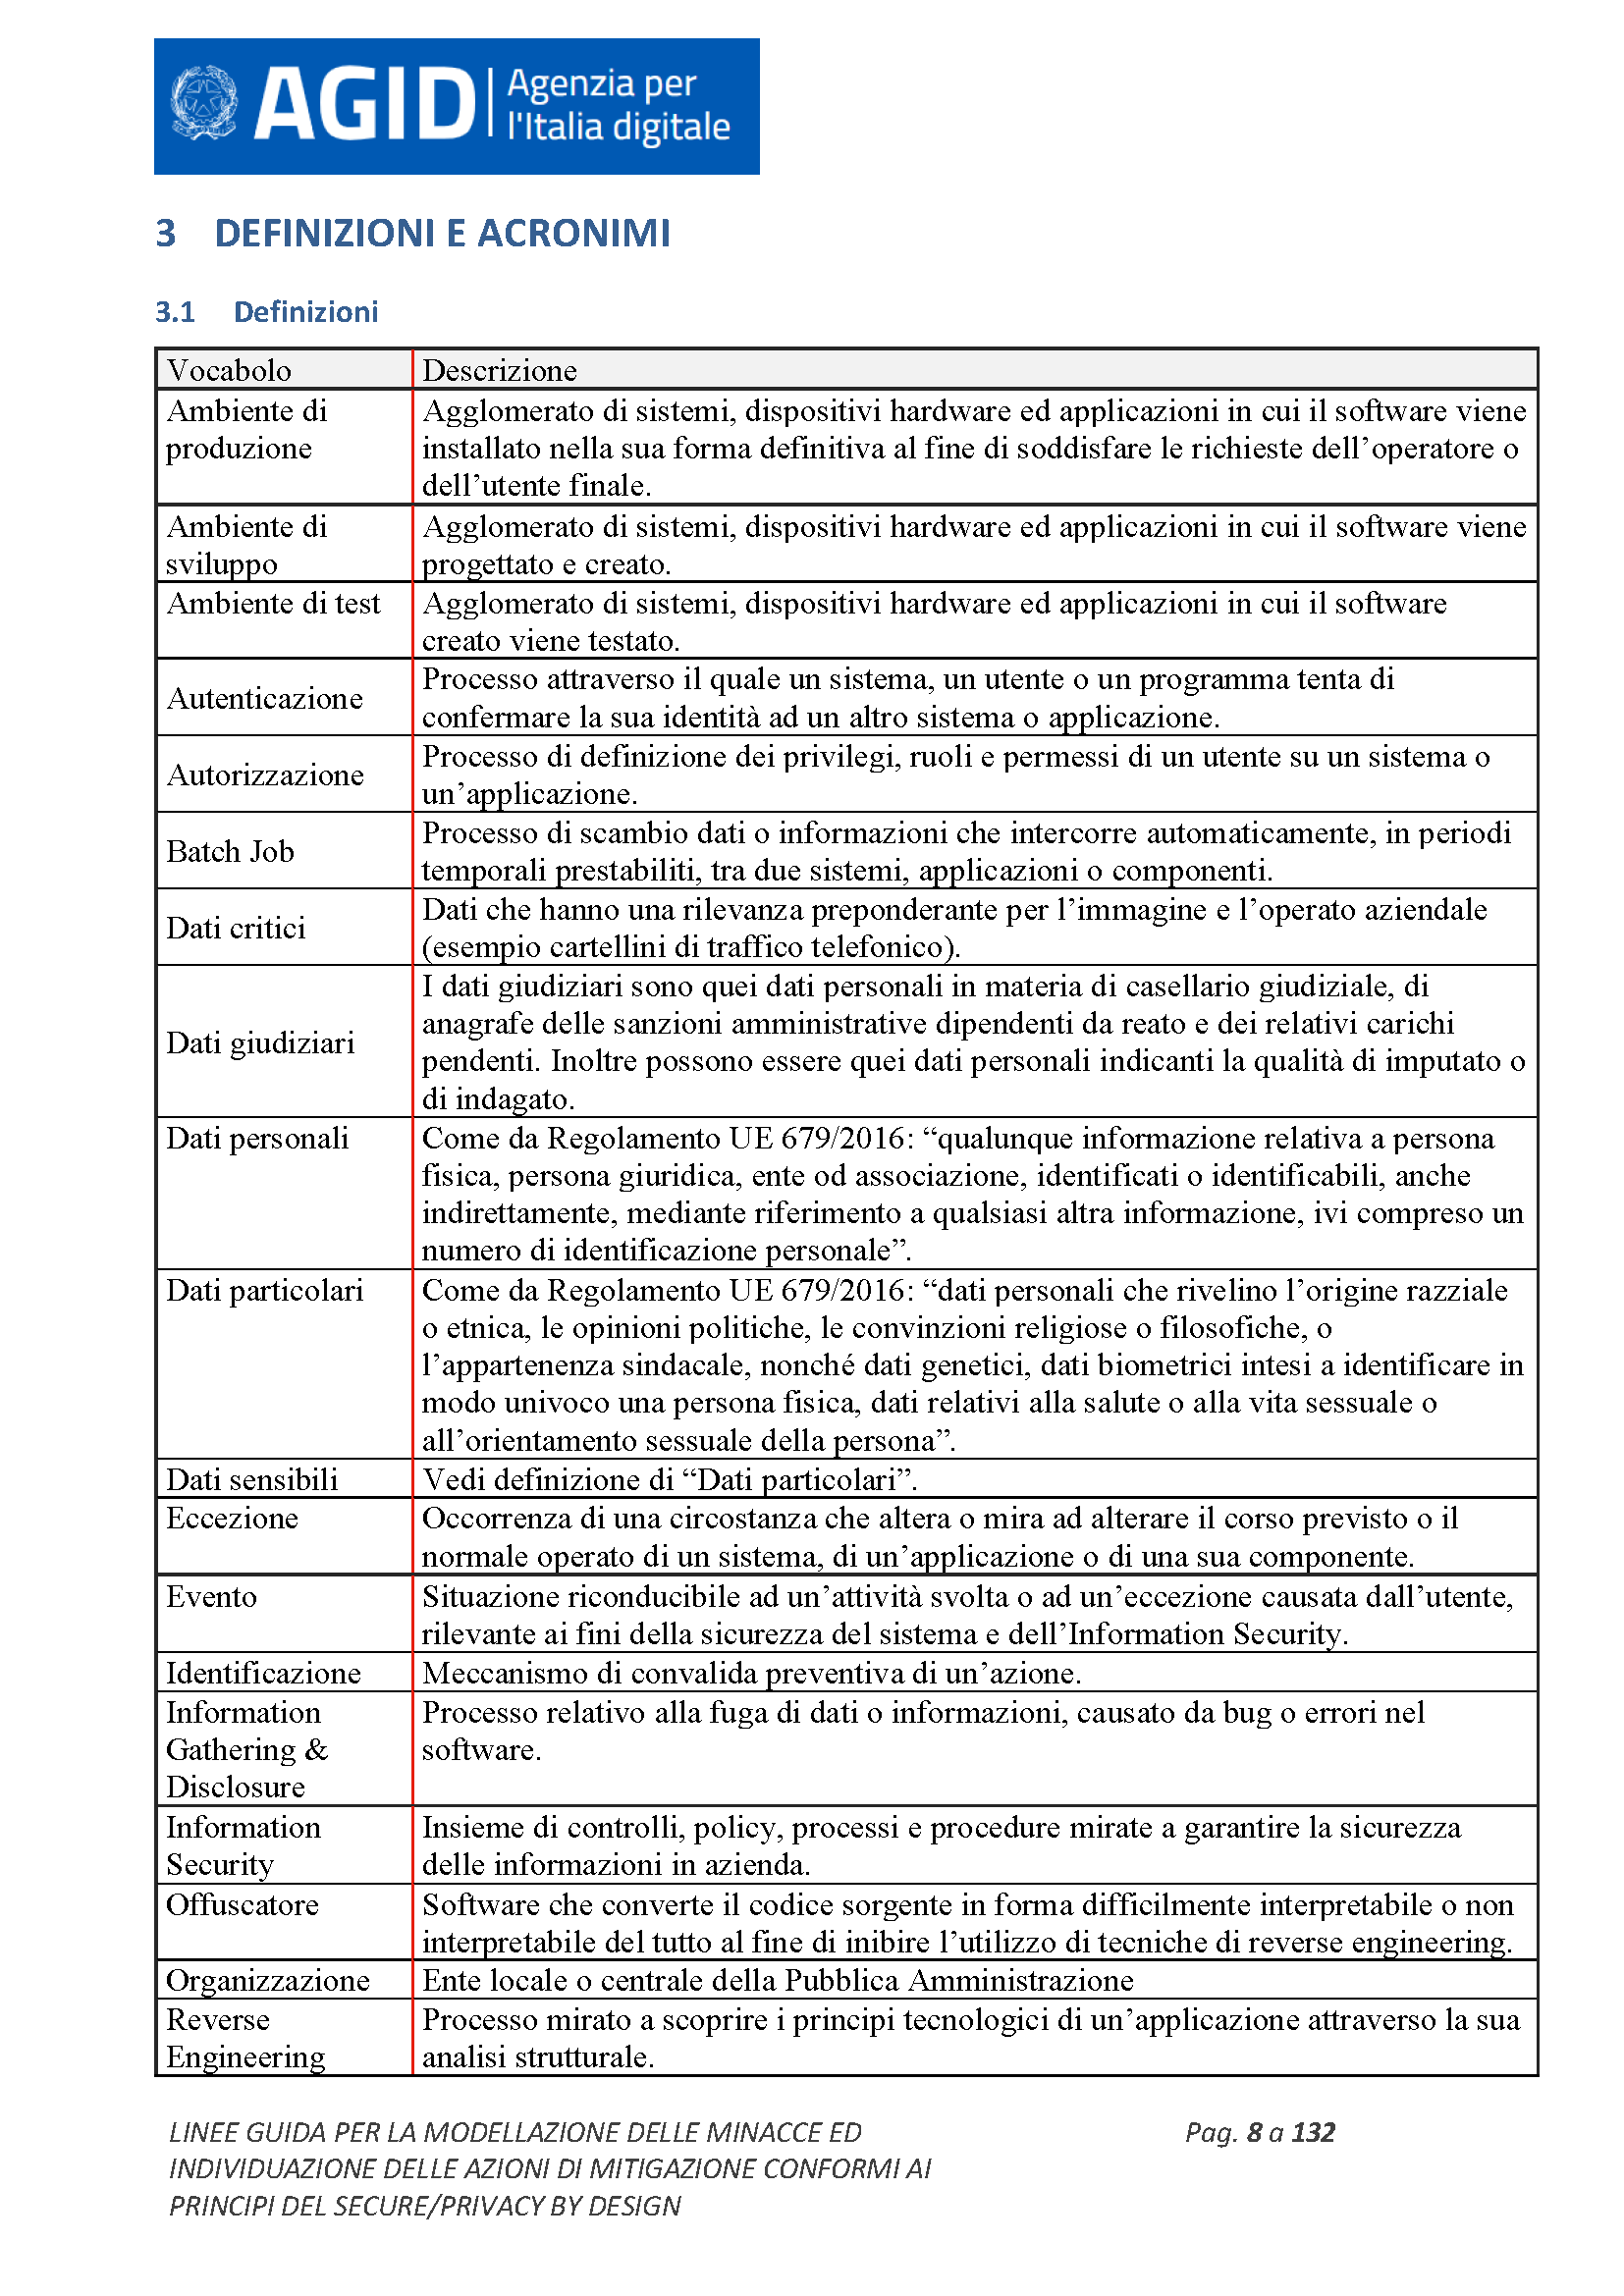 AGID
Agenzia per
l'Italia digitale
3 DEFINIZIONI E ACRONIMI
3.1 Definizioni
Vocabolo Descrizione
Ambiente di
produzione
Agglomerato di sistemi, dispositivi hardware ed applicazioni in cui il software viene
installato nella sua forma definitiva al fine di soddisfare le richieste dell’operatore o
dell’utente finale.
Ambiente di
sviluppo
Agglomerato di sistemi, dispositivi hardware ed applicazioni in cui il software viene
progettato e creato.
Ambiente di test
Agglomerato di sistemi, dispositivi hardware ed applicazioni in cui il software
creato viene testato.
Autenticazione
Processo attraverso il quale un sistema, un utente o un programma tenta di
confermare la sua identità ad un altro sistema o applicazione.
Autorizzazione
Processo di definizione dei privilegi, ruoli e permessi di un utente su un sistema o
un’applicazione.
Batch Job
Processo di scambio dati o informazioni che intercorre automaticamente, in periodi
temporali prestabiliti, tra due sistemi, applicazioni o componenti.
Dati critici
Dati che hanno una rilevanza preponderante per l’immagine e l’operato aziendale
(esempio cartellini di traffico telefonico).
Dati giudiziari
I dati giudiziari sono quei dati personali in materia di casellario giudiziale, di
anagrafe delle sanzioni amministrative dipendenti da reato e dei relativi carichi
pendenti. Inoltre possono essere quei dati personali indicanti la qualità di imputato o
di indagato.
Dati personali
Come da Regolamento UE 679/2016: “qualunque informazione relativa a persona
fisica, persona giuridica, ente od associazione, identificati o identificabili, anche
indirettamente, mediante riferimento a qualsiasi altra informazione, ivi compreso un
numero di identificazione personale”.
Dati particolari
Come da Regolamento UE 679/2016: “dati personali che rivelino l’origine razziale
o etnica, le opinioni politiche, le convinzioni religiose o filosofiche, o
l’appartenenza sindacale, nonché dati genetici, dati biometrici intesi a identificare in
modo univoco una persona fisica, dati relativi alla salute o alla vita sessuale o
all’orientamento sessuale della persona”.
Dati sensibili
Vedi definizione di “Dati particolari”.
Eccezione
Occorrenza di una circostanza che altera o mira ad alterare il corso previsto o il
normale operato di un sistema, di un’applicazione o di una sua componente.
Evento
Situazione riconducibile ad un’attività svolta o ad un’eccezione causata dall’utente,
rilevante ai fini della sicurezza del sistema e dell’Information Security.
Identificazione
Meccanismo di convalida preventiva di un’azione.
Information
Gathering &
Disclosure
Processo relativo alla fuga di dati o informazioni, causato da bug o errori nel
software.
Information
Security
Insieme di controlli, policy, processi e procedure mirate a garantire la sicurezza
delle informazioni in azienda.
Offuscatore
Software che converte il codice sorgente in forma difficilmente interpretabile o non
interpretabile del tutto al fine di inibire l’utilizzo di tecniche di reverse engineering.
Organizzazione
Ente locale o centrale della Pubblica Amministrazione
Reverse
Engineering
Processo mirato a scoprire i principi tecnologici di un’applicazione attraverso la sua
analisi strutturale.
LINEE GUIDA PER LA MODELLAZIONE DELLE MINACCE ED
INDIVIDUAZIONE DELLE AZIONI DI MITIGAZIONE CONFORMI AI
PRINCIPI DEL SECURE/PRIVACY BY DESIGN
Pag. 8 a 132